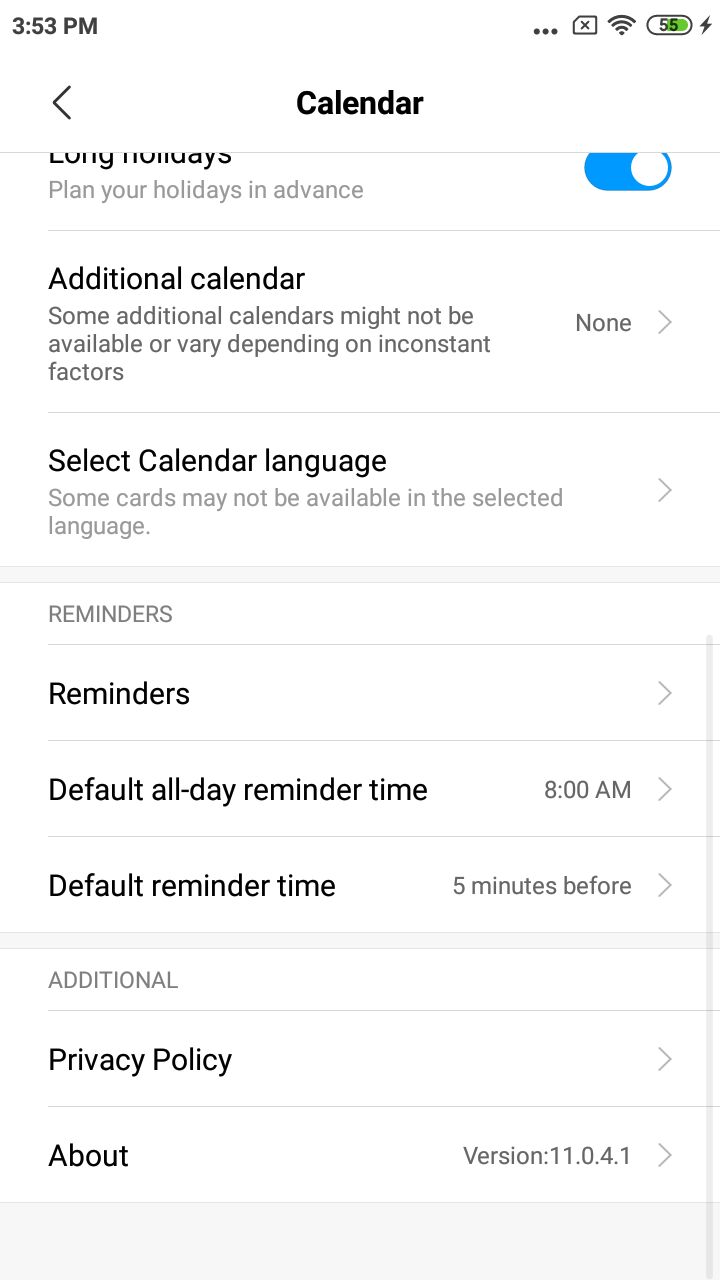 3:53 PM
55
Calendar
Long holidays
Plan your holidays in advance
Additional calendar
Some additional calendars might not be
available or vary depending on inconstant
factors
None
Select Calendar language
Some cards may not be available in the selected
language.
REMINDERS
Reminders
Default all-day reminder time
8:00 AM
Default reminder time
5 minutes before
ADDITIONAL
Privacy Policy
About
Version:11.0.4.1